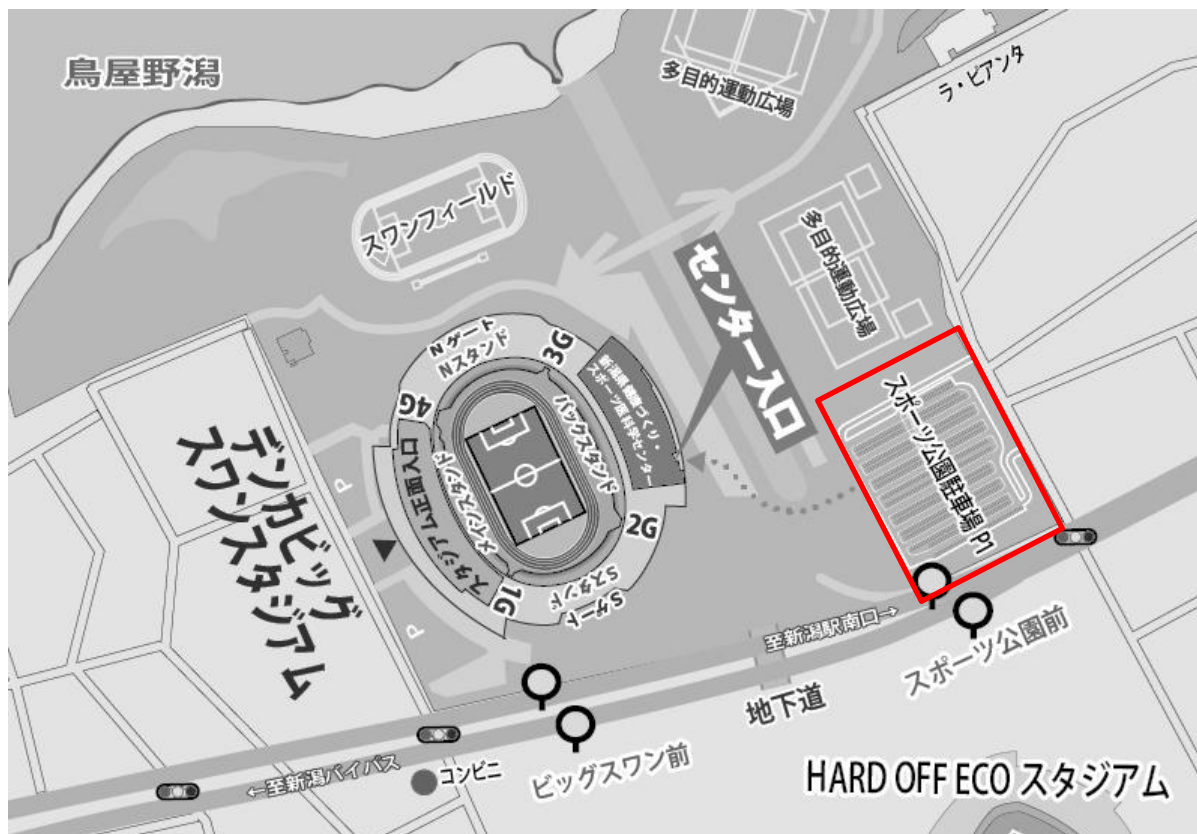 鳥屋野潟
多目的運動広場
ラ・ピアンタ
スワンフィールド
多目的運動広場
センター入口
Nゲート
Nスタンド
3G
新潟県健康づくり・
スポーツ医科学センター
4G
バックスタンド
スタジアム正面入口
メインスタンド
2G
1G
Sスタンド
Sゲート
スポーツ公園駐車場 P1
デンカビッグ
スワンスタジアム
P
P
至新潟駅南口→
スポーツ公園前
地下道
←至新潟バイパス
コンビニ
ビッグスワン前
HARD OFF ECO スタジアム